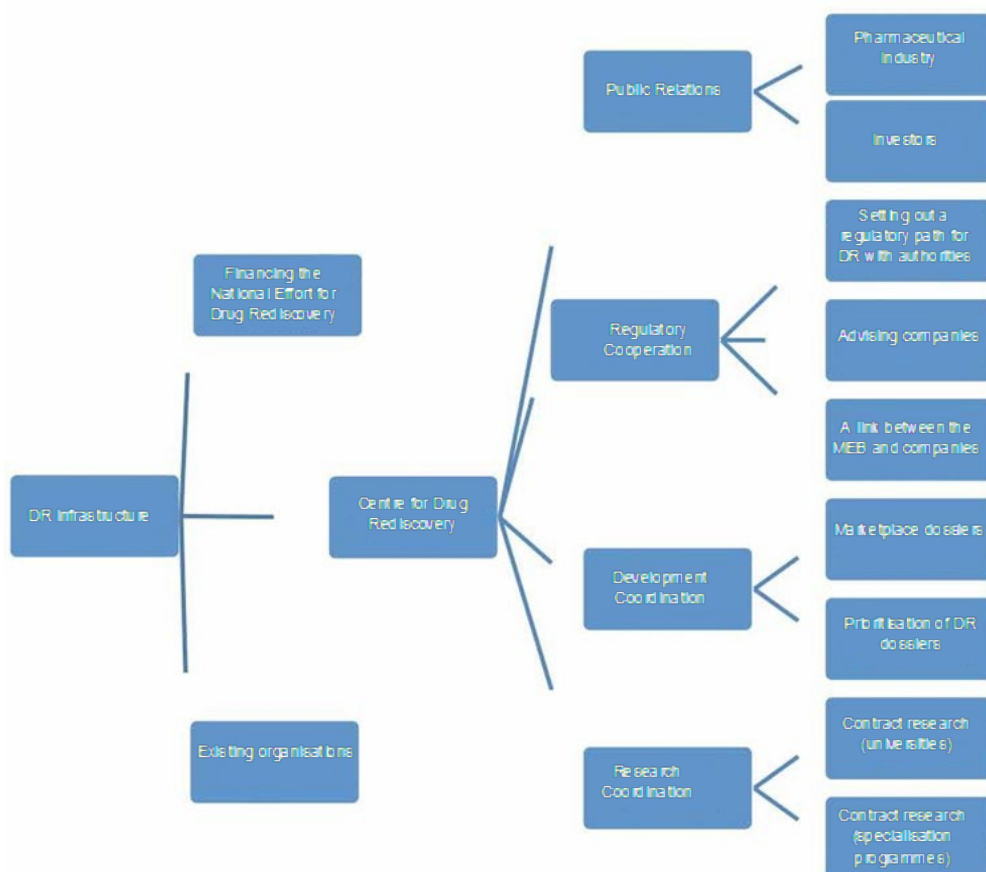 Pharmaceutical
Industry
Public Relations
Investors
Setting out a
regulatory path for
DR with authorities
Financing the
National Effort for
Drug Rediscovery
Regulatory
Cooperation
Advising companies
A link between the
MEB and companies
DR Infrastructure
Centre for Drug
Rediscovery
Marketplace dossiers
Development
Coordination
Prioritisation of DR
dossiers
Existing organisations
Contract research
(universities)
Research
Coordination
Contract research
(specialisation
programmes)